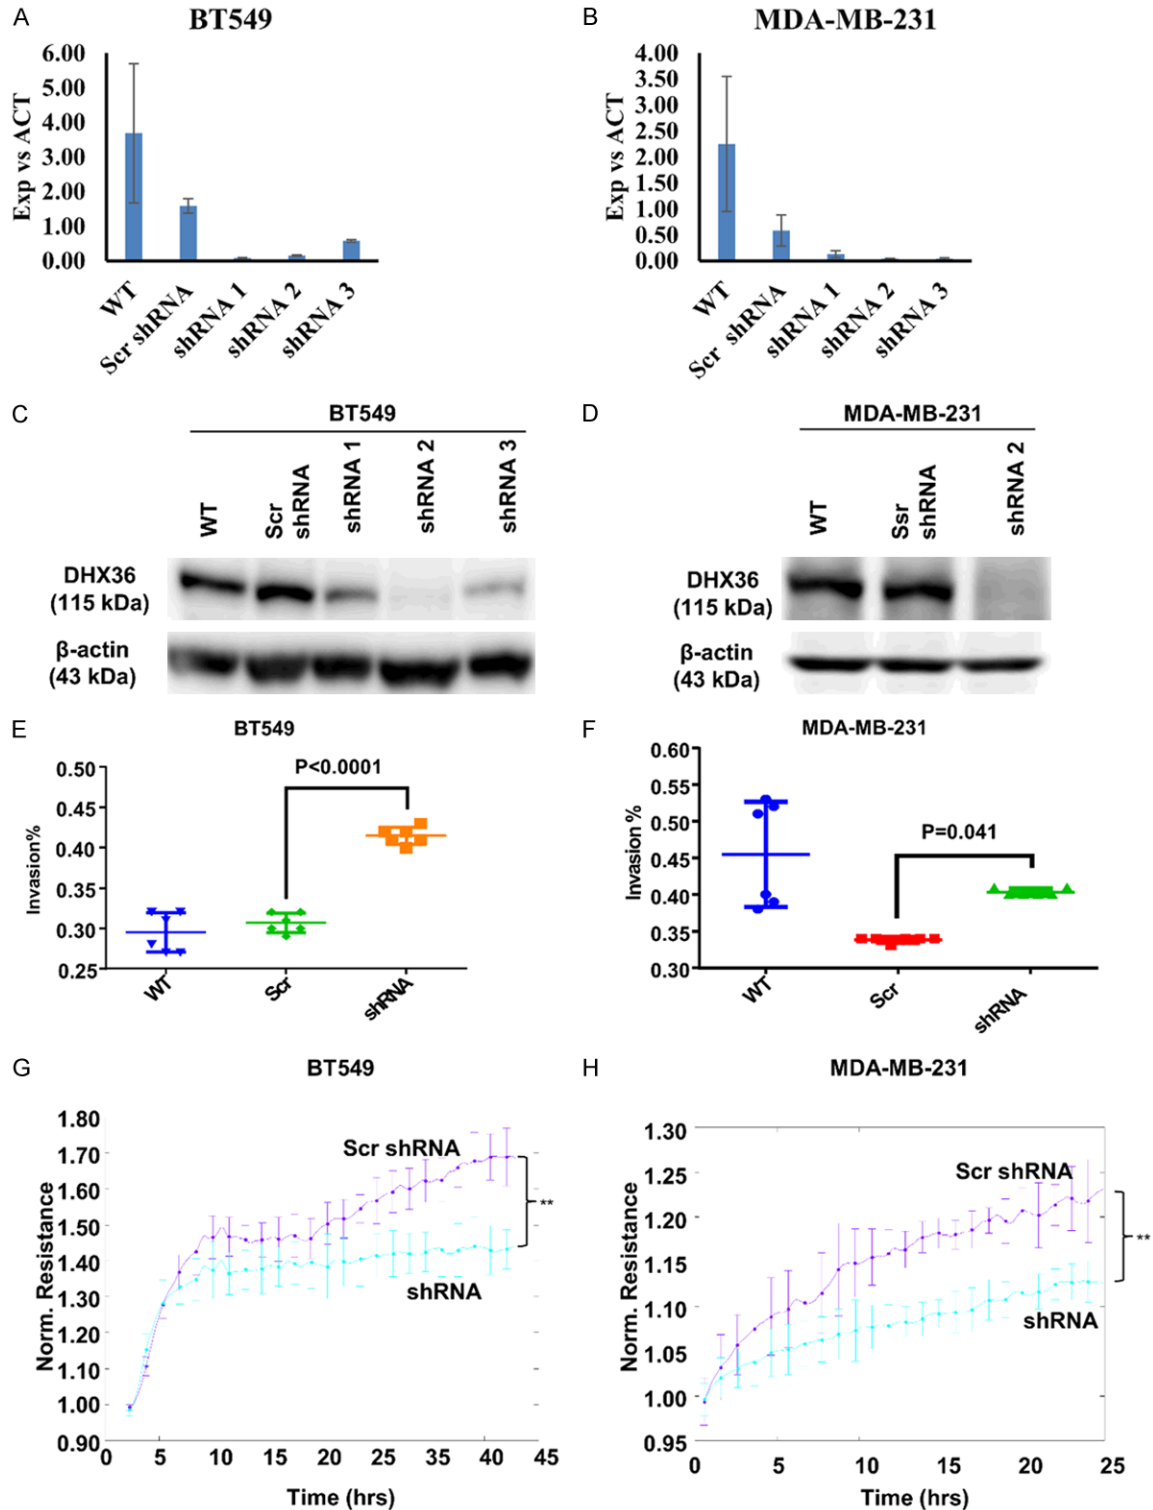 A
BT549
Exp vs ACT
6.00
5.00
4.00
3.00
2.00
1.00
0.00
WT
Scr shRNA
shRNA 1
shRNA 2
shRNA 3
B
MDA-MB-231
Exp vs ACT
4.00
3.50
3.00
2.50
2.00
1.50
1.00
0.50
0.00
WT
Scr shRNA
shRNA 1
shRNA 2
shRNA 3
C
BT549
WT
Scr
shRNA
shRNA 1
shRNA 2
shRNA 3
DHX36
(115 kDa)
β-actin
(43 kDa)
D
MDA-MB-231
WT
Ssr
shRNA
shRNA 2
DHX36
(115 kDa)
β-actin
(43 kDa)
E
BT549
Invasion%
0.50
0.45
0.40
0.35
0.30
0.25
P<0.0001
WT
Scr
shRNA
F
MDA-MB-231
Invasion %
0.60
0.55
0.50
0.45
0.40
0.35
0.30
P=0.041
WT
Scr
shRNA
G
BT549
Norm. Resistance
1.80
1.70
1.60
1.50
1.40
1.30
1.20
1.10
1.00
0.90
Scr shRNA
**
shRNA
0 5 10 15 20 25 30 35 40 45
Time (hrs)
H
MDA-MB-231
Norm. Resistance
1.30
1.25
1.20
1.15
1.10
1.05
1.00
0.95
Scr shRNA
**
shRNA
0 5 10 15 20 25
Time (hrs)